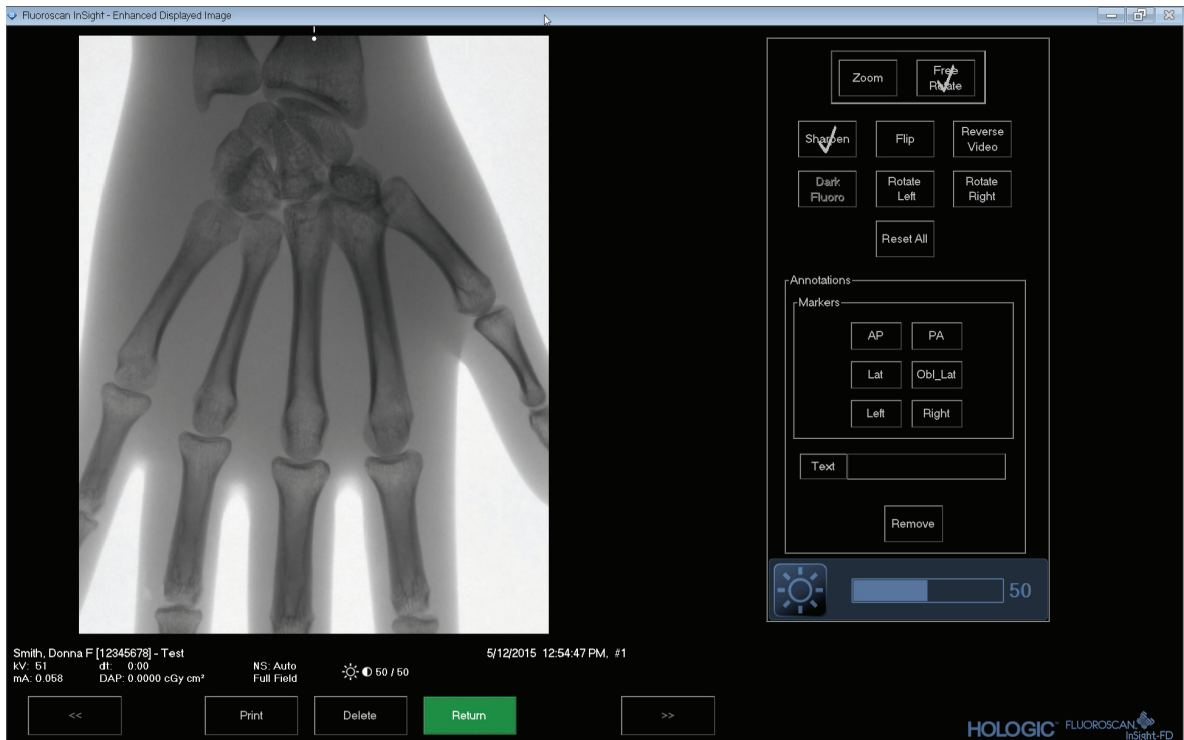 Fluoroscan InSight - Enhanced Displayed Image
Zoom
Free
Rotate
Sharpen
Flip
Reverse
Video
Dark
Fluoro
Rotate
Left
Rotate
Right
Reset All
Annotations
Markers
AP
PA
Lat
Obl_Lat
Left
Right
Text
Remove
50
Smith, Donna F [12345678] - Test
5/12/2015 12:54:47 PM, #1
kV: 51
dt: 0:00
NS: Auto
50 / 50
mA: 0.058
DAP: 0.0000 cGy cm²
Full Field
<<
Print
Delete
Return
>>
HOLOGIC™ FLUOROSCAN
InSight-FD